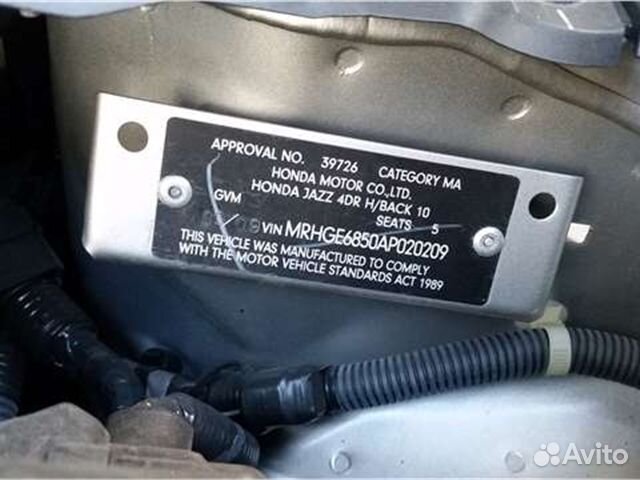 APPROVAL NO. 39726 CATEGORY MA
HONDA MOTOR CO.,LTD.
HONDA JAZZ 4DR H/BACK 10
GVM SEATS 5
VIN MRHGE6850AP020209
THIS VEHICLE WAS MANUFACTURED TO COMPLY
WITH THE MOTOR VEHICLE STANDARDS ACT 1989
Avito